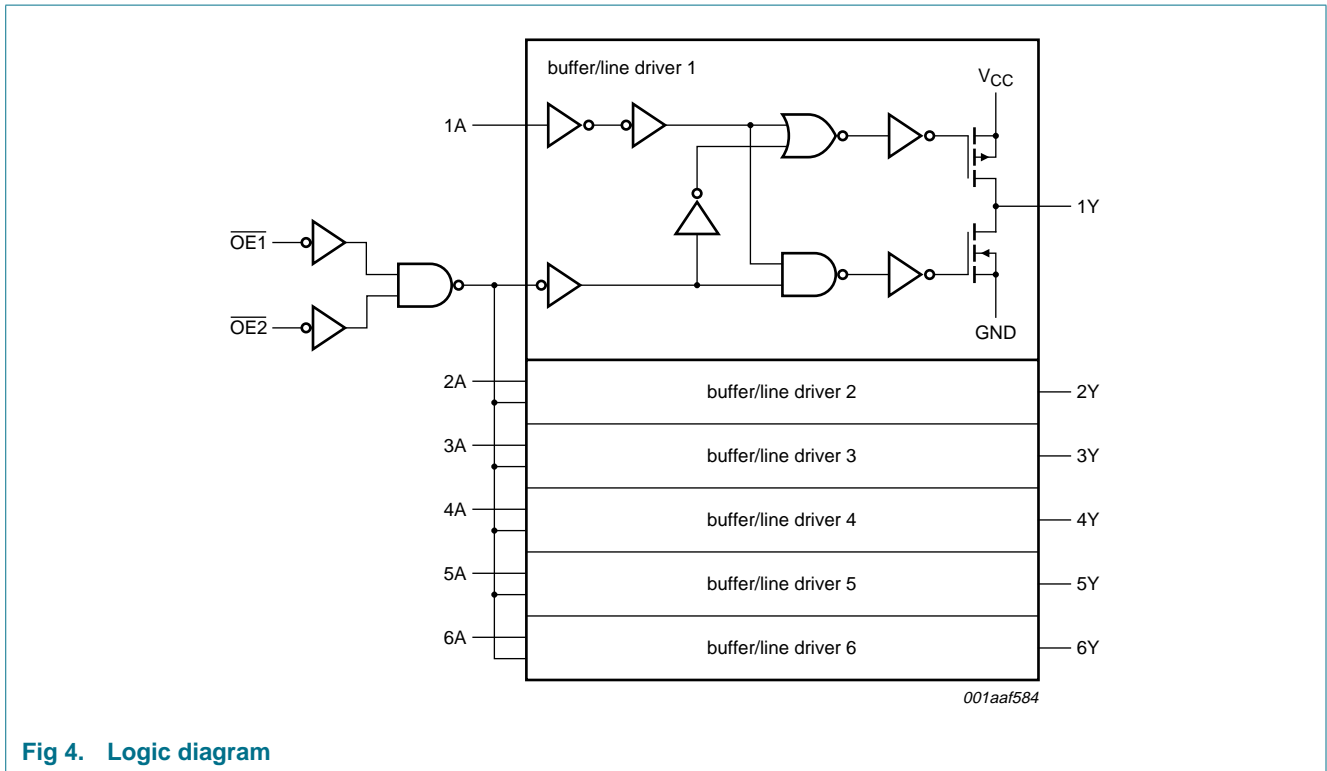 buffer/line driver 1
VCC
1A
1Y
OE1
OE2
GND
2A
buffer/line driver 2
2Y
3A
buffer/line driver 3
3Y
4A
buffer/line driver 4
4Y
5A
buffer/line driver 5
5Y
6A
buffer/line driver 6
6Y
001aaf584
Fig 4. Logic diagram